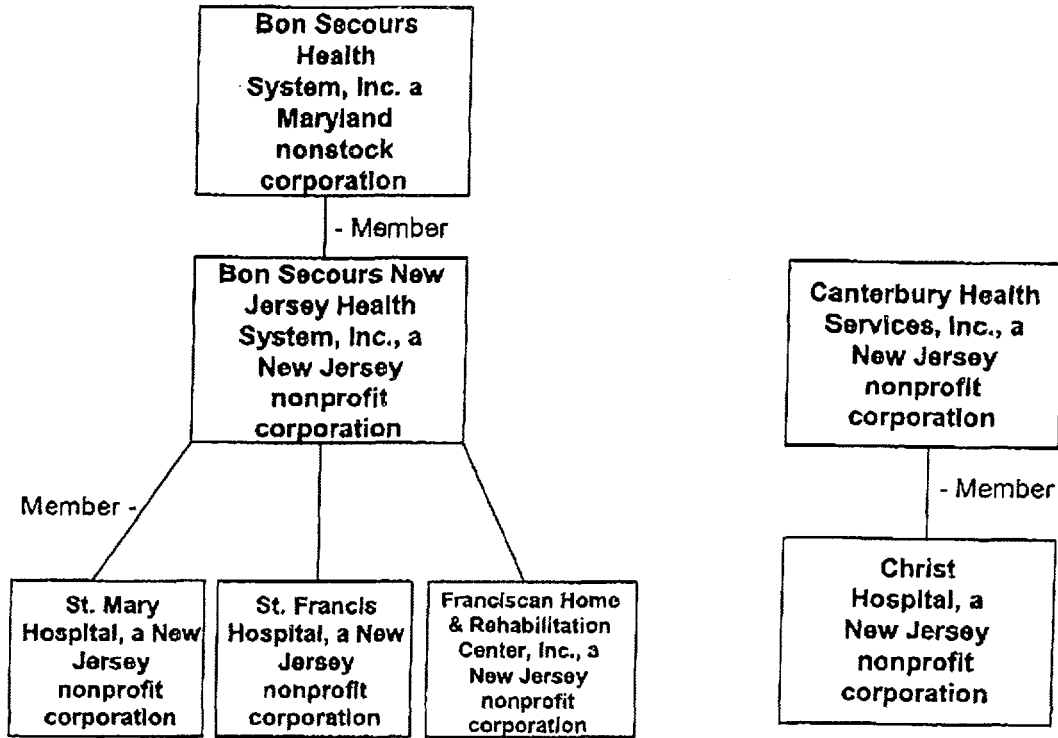 Bon Secours
Health
System, Inc. a
Maryland
nonstock
corporation
- Member
Bon Secours New
Jersey Health
System, Inc., a
New Jersey
nonprofit
corporation
Canterbury Health
Services, Inc., a
New Jersey
nonprofit
corporation
Member -
- Member
St. Mary
Hospital, a New
Jersey
nonprofit
corporation
St. Francis
Hospital, a New
Jersey
nonprofit
corporation
Franciscan Home
& Rehabilitation
Center, Inc., a
New Jersey
nonprofit
corporation
Christ
Hospital, a
New Jersey
nonprofit
corporation